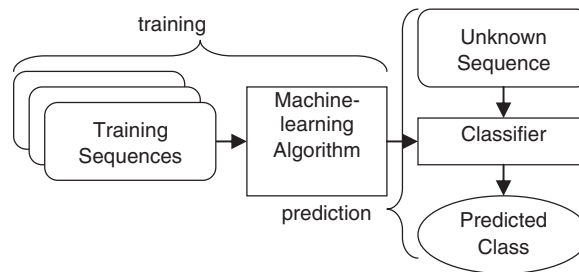 training
Training
Sequences
Machine-
learning
Algorithm
prediction
Unknown
Sequence
Classifier
Predicted
Class